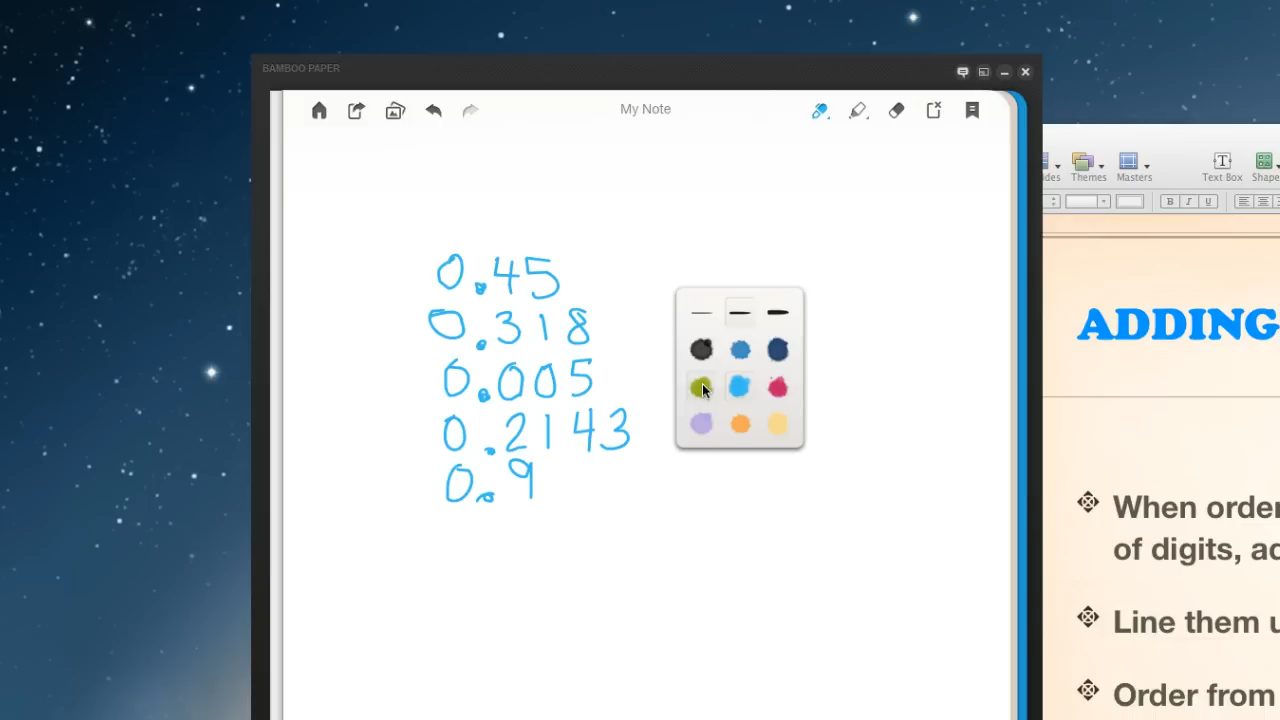 BAMBOO PAPER
My Note
Themes
Masters
Text Box
B I U
0.45
0.318
0.005
0.2143
0.9
ADDING
When order
of digits, ad
Line them u
Order from